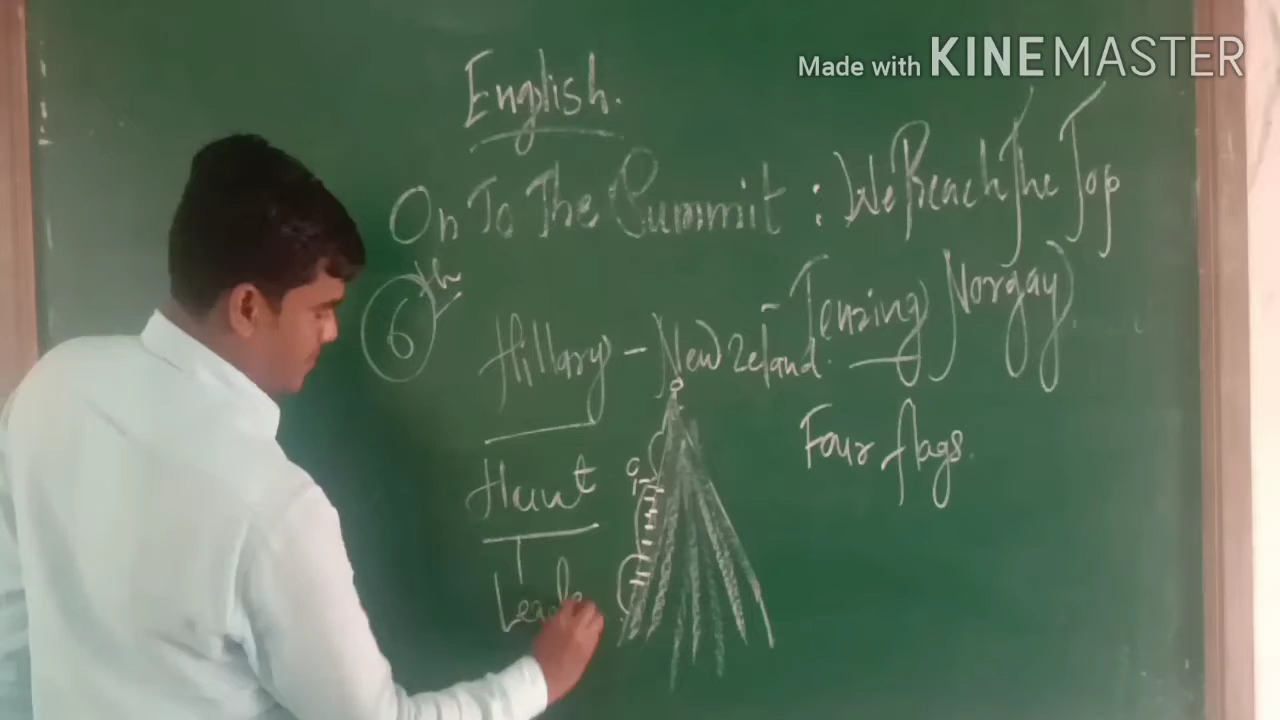 Made with KINEMASTER
English.
On To The Summit : We Reach The Top
6th
Hillary - New Zeland. - Tenzing Norgay
Four flags.
Hunt
Leade